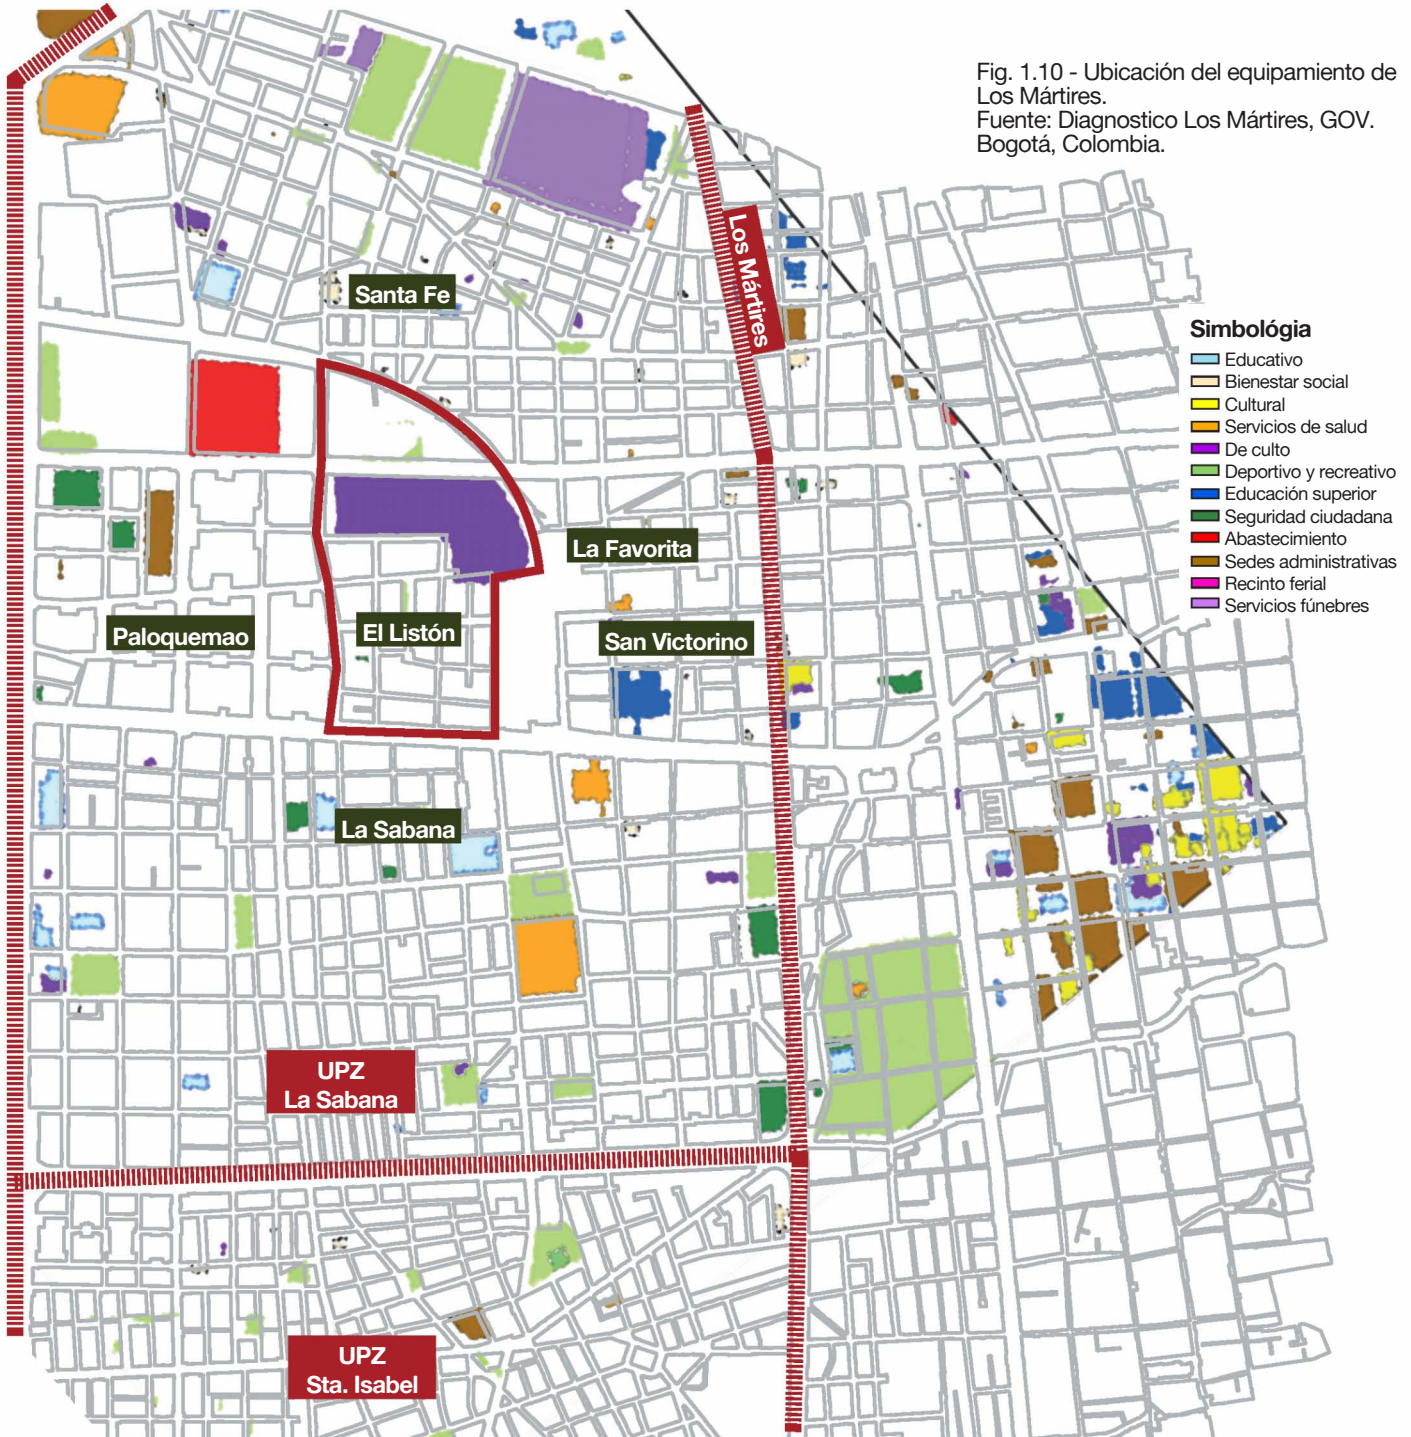 Fig. 1.10 - Ubicación del equipamiento de
Los Mártires.
Fuente: Diagnostico Los Mártires, GOV.
Bogotá, Colombia.
Los Mártires
Santa Fe
Simbológia
Educativo
Bienestar social
Cultural
Servicios de salud
De culto
Deportivo y recreativo
Educación superior
Seguridad ciudadana
Abastecimiento
Sedes administrativas
Recinto ferial
Servicios fúnebres
La Favorita
Paloquemao
El Listón
San Victorino
La Sabana
UPZ
La Sabana
UPZ
Sta. Isabel